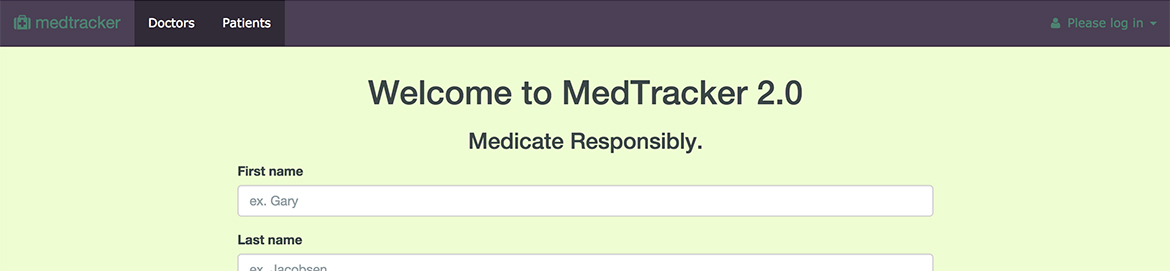 medtracker Doctors Patients Please log in
Welcome to MedTracker 2.0
Medicate Responsibly.
First name
ex. Gary
Last name
ex. Jacobsen